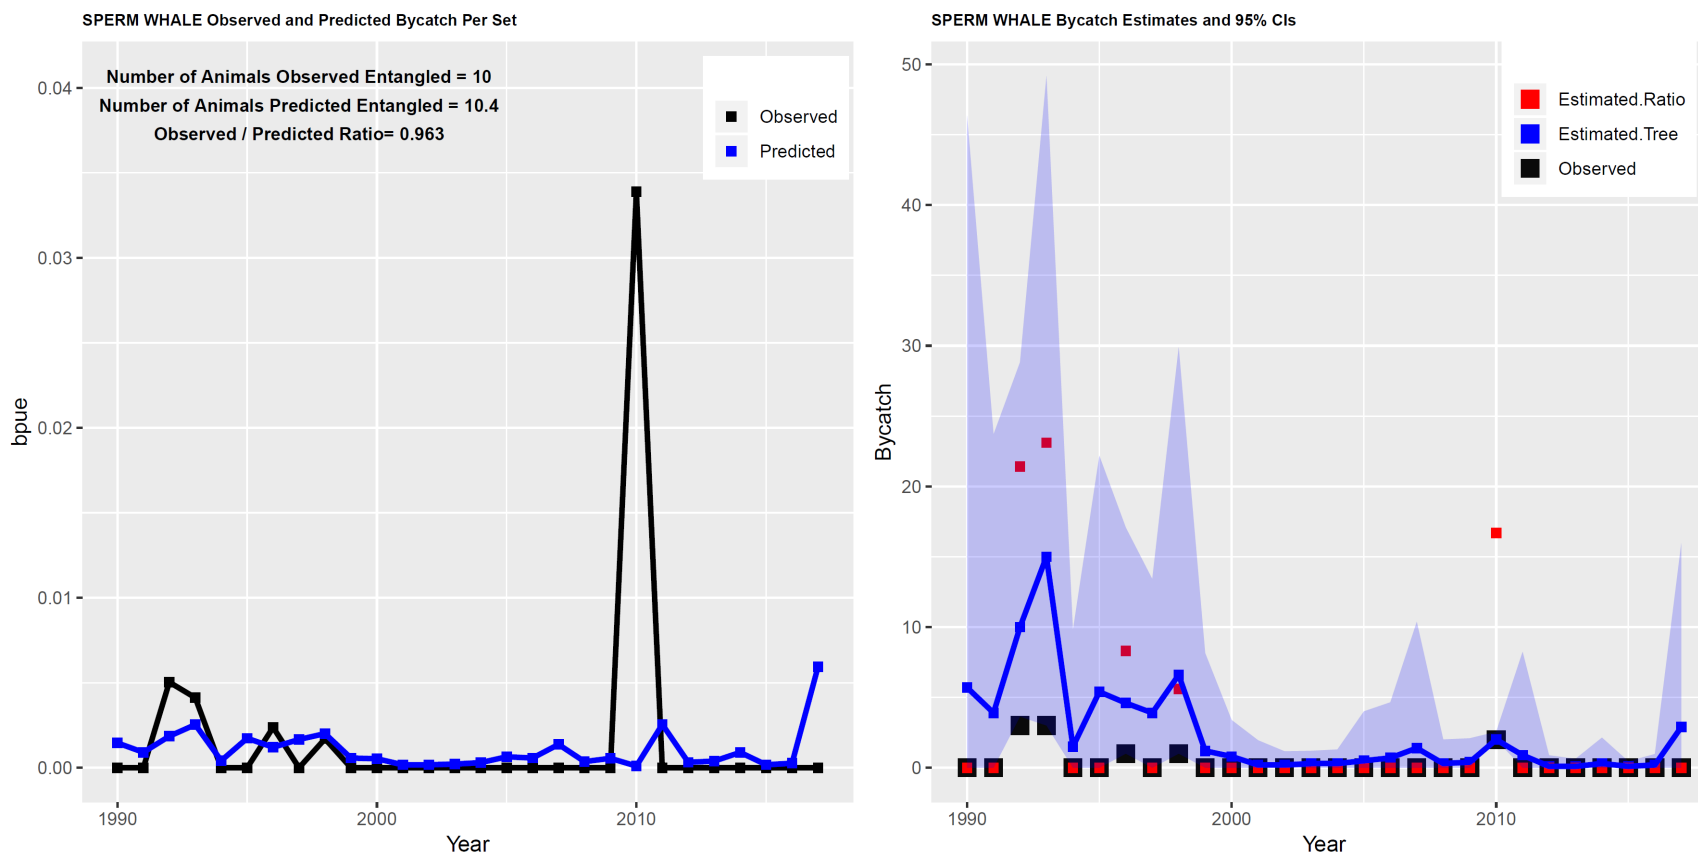 SPERM WHALE Observed and Predicted Bycatch Per Set
Number of Animals Observed Entangled = 10
Number of Animals Predicted Entangled = 10.4
Observed / Predicted Ratio= 0.963
Observed
Predicted
0.04
0.03
0.02
0.01
0.00
bpue
1990
2000
2010
Year
SPERM WHALE Bycatch Estimates and 95% CIs
Estimated.Ratio
Estimated.Tree
Observed
50
40
30
20
10
0
Bycatch
1990
2000
2010
Year